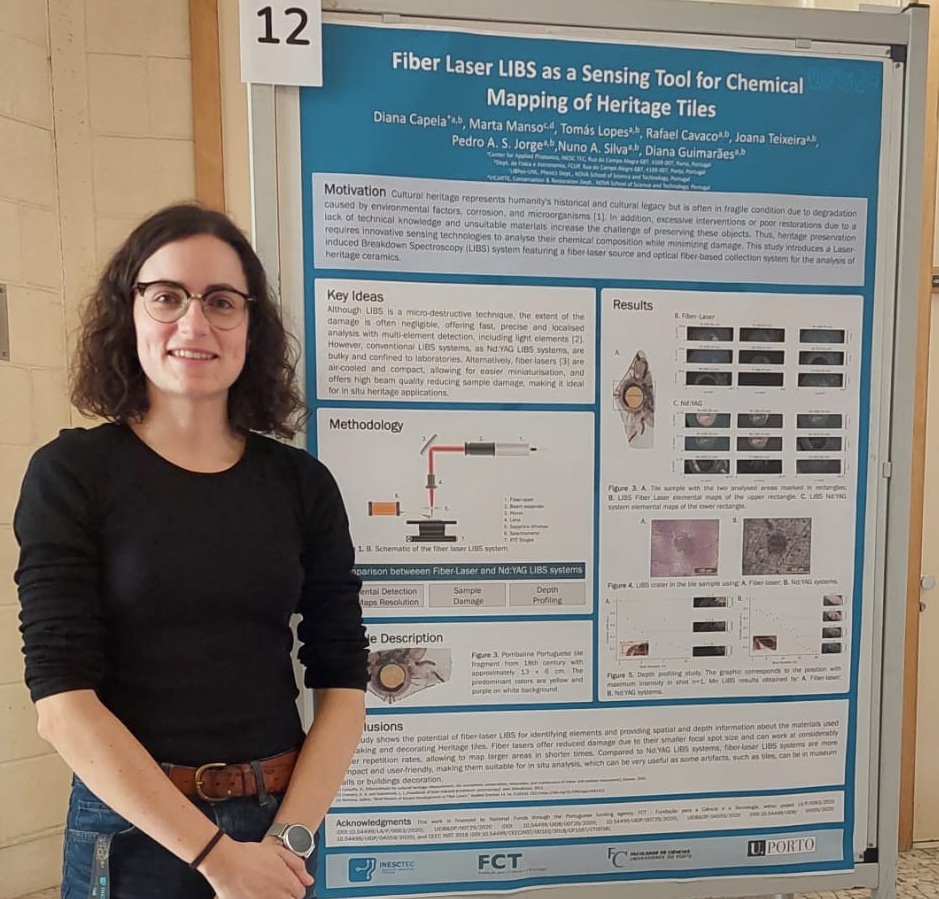 12
Fiber Laser LIBS as a Sensing Tool for Chemical
Mapping of Heritage Tiles
Diana Capela*a,b, Marta Mansoc,d, Tomás Lopesa,b, Rafael Cavacoa,b, Joana Teixeiraa,b,
Pedro A. S. Jorgea,b, Nuno A. Silvaa,b, Diana Guimarãesa,b
Motivation Cultural heritage represents humanity's historical and cultural legacy but is often in fragile condition due to degradation
caused by environmental factors, corrosion, and microorganisms [1]. In addition, excessive interventions or poor restorations due to a
lack of technical knowledge and unsuitable materials increase the challenge of preserving these objects. Thus, heritage preservation
requires innovative sensing technologies to analyse their chemical composition while minimizing damage. This study introduces a Laser
Induced Breakdown Spectroscopy (LIBS) system featuring a fiber-laser source and optical fiber-based collection system for the analysis of
heritage ceramics.
Key Ideas
Although LIBS is a micro-destructive technique, the extent of the
damage is often negligible, offering fast, precise and localised
analysis with multi-element detection, including light elements [2].
However, conventional LIBS systems, as Nd:YAG LIBS systems, are
bulky and confined to laboratories. Alternatively, fiber-lasers [3] are
air-cooled and compact, allowing for easier miniaturisation, and
offers high beam quality reducing sample damage, making it ideal
for in situ heritage applications.
Methodology
1. Fiber-laser
2. Beam expander
3. Mirror
4. Lens
5. Sapphire Window
6. Spectrometer
7. XYZ Stages
1. B. Schematic of the fiber laser LIBS system.
parison betweeen Fiber-Laser and Nd:YAG LIBS systems
ental Detection
aps Resolution
Sample
Damage
Depth
Profiling
le Description
Figure 3. Pombaline Portuguese tile
fragment from 18th century with
approximately 13 × 6 cm. The
predominant colors are yellow and
purple on white background.
Results
A.
B. Fiber-Laser
C. Nd:YAG
Figure 3. A. Tile sample with the two analysed areas marked in rectangles;
B. LIBS Fiber Laser elemental maps of the upper rectangle. C. LIBS Nd:YAG
system elemental maps of the lower rectangle.
A.
B.
Figure 4. LIBS crater in the tile sample using: A. Fiber-laser; B. Nd:YAG systems.
A.
B.
Figure 5. Depth profiling study. The graphic corresponds to the position with
maximum intensity in shot n=1. Mn LIBS results obtained by: A. Fiber-laser;
B. Nd:YAG systems.
lusions
udy shows the potential of fiber-laser LIBS for identifying elements and providing spatial and depth information about the materials used
aking and decorating Heritage tiles. Fiber lasers offer reduced damage due to their smaller focal spot size and can work at considerably
er repetition rates, allowing to map larger areas in shorter times. Compared to Nd:YAG LIBS systems, fiber-laser LIBS systems are more
mpact and user-friendly, making them suitable for in situ analysis, which can be very useful as some artifacts, such as tiles, can be in museum
alls or buildings decoration.
Acknowledgments This work is financed by National Funds through the Portuguese funding agency, FCT - Fundação para a Ciência e a Tecnologia, within project
INESCTEC
FCT
FC FACULDADE DE CIÊNCIAS
UNIVERSIDADE DO PORTO
U.PORTO